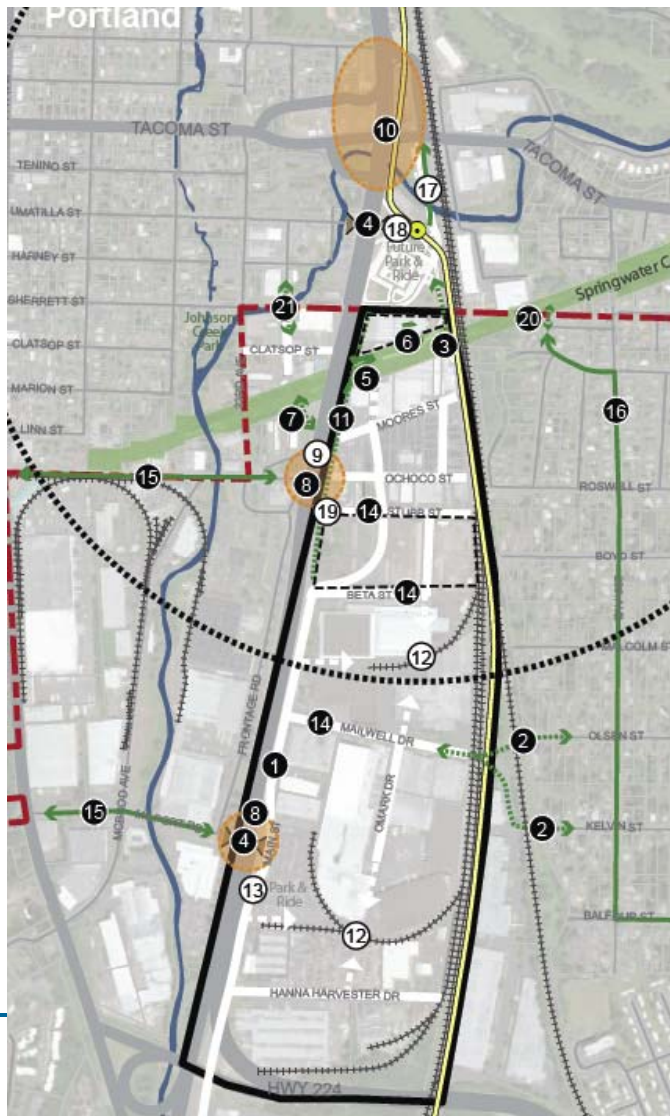 Portland
TACOMA ST
10
TENINO ST
TACOMA ST
17
UMATILLA ST
4
18
Future
Park &
Ride
HARNEY ST
Springwater C
SHERRETT ST
21
20
Johnson
Creek
Park
6
3
CLATSOP ST
CLATSOP ST
5
MARION ST
7
11
16
MOORES ST
LINN ST
9
15
8
OCHOCO ST
ROSWELL ST
19
14
STUBB ST
BOYD ST
BETA ST
14
MALCOLM ST
12
FRONTAGE RD
14
MAILWELL DR
2
OLSEN ST
1
OMARK DR
MCBROD AVE
15
8
4
MAIN ST
2
KELVIN ST
13
Park &
Ride
12
BALFOUR ST
HANNA HARVESTER DR
HWY 224